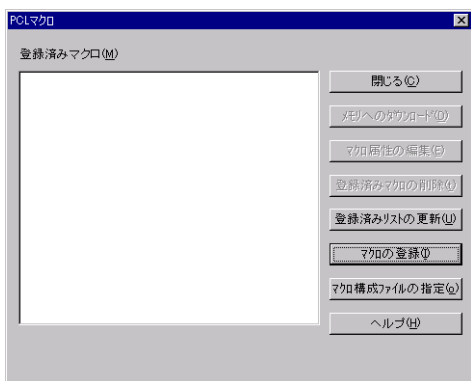 PCLマクロ
登録済みマクロ(M)
閉じる(C)
メモリへのダウンロード(D)
マクロ属性の編集(E)
登録済みマクロの削除(t)
登録済みリストの更新(U)
マクロの登録(I)
マクロ構成ファイルの指定(o)
ヘルプ(H)